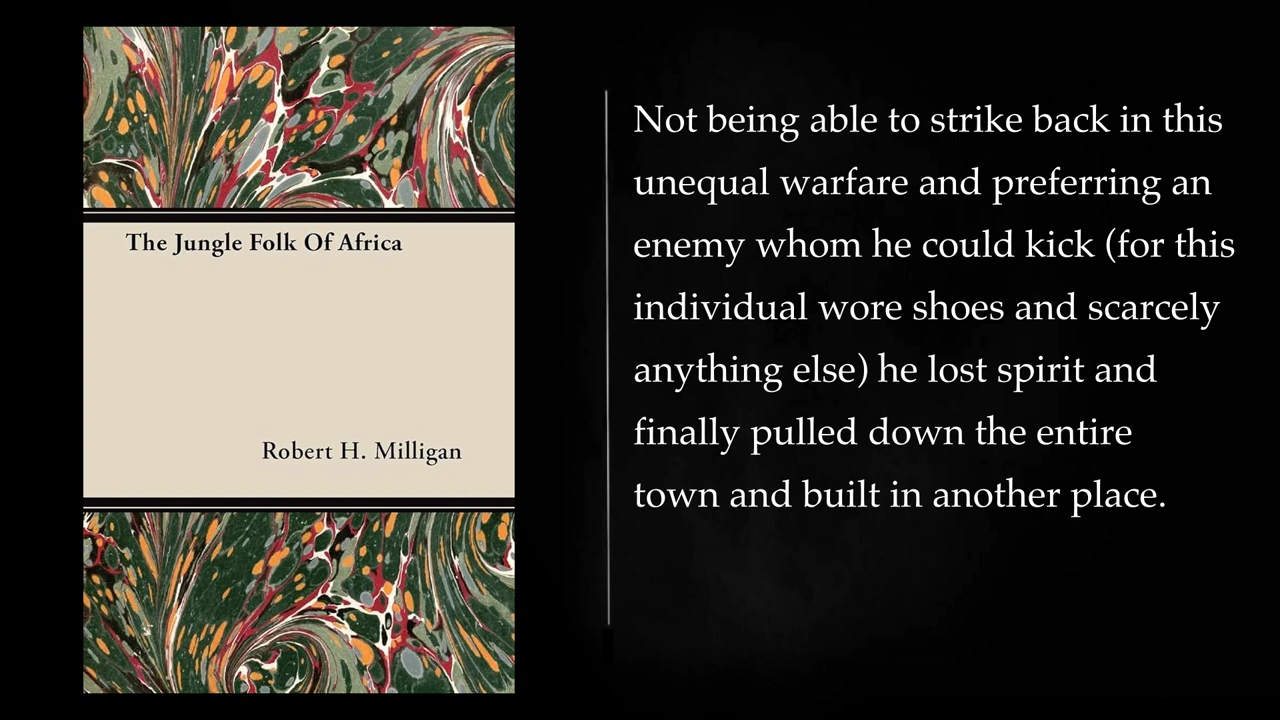 The Jungle Folk Of Africa
Robert H. Milligan
Not being able to strike back in this
unequal warfare and preferring an
enemy whom he could kick (for this
individual wore shoes and scarcely
anything else) he lost spirit and
finally pulled down the entire
town and built in another place.